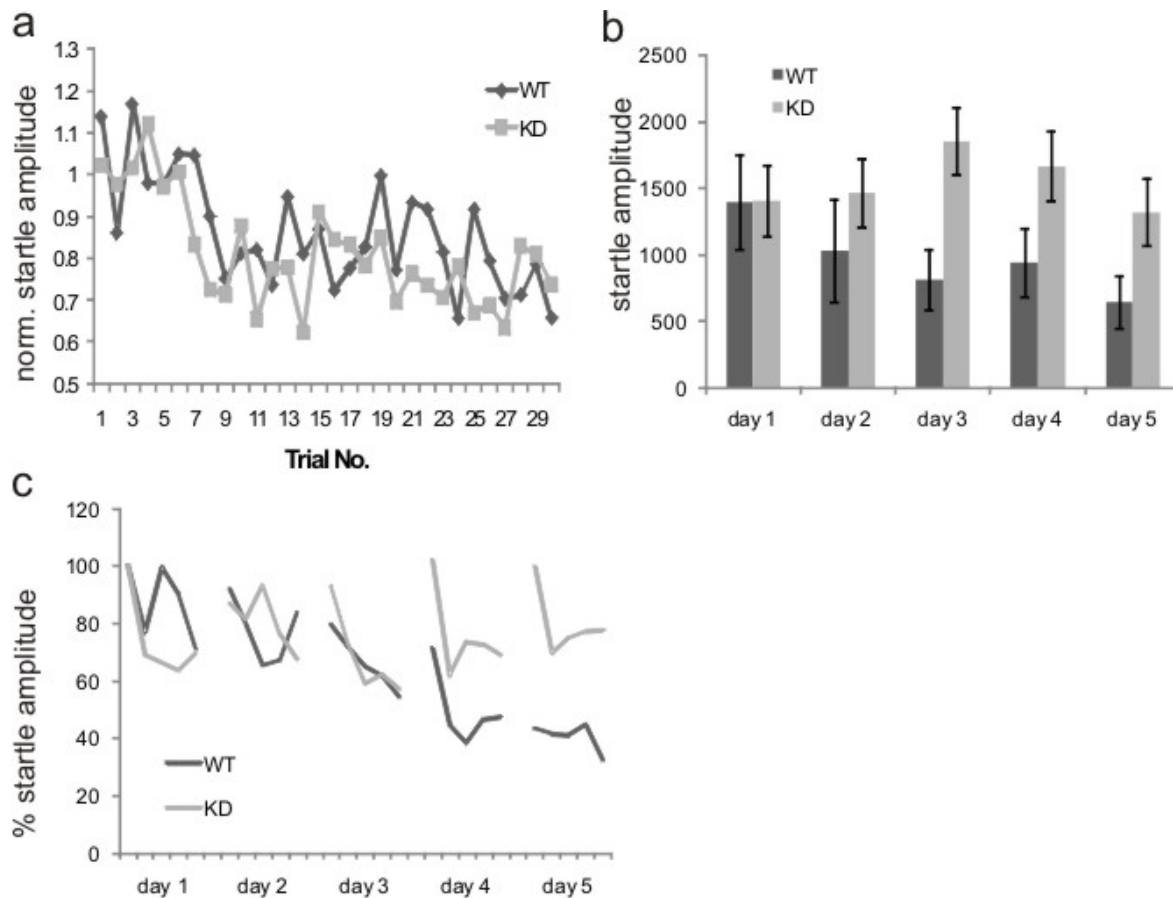 a
norm. startle amplitude
1.3
1.2
1.1
1
0.9
0.8
0.7
0.6
0.5
WT
KD
1 3 5 7 9 11 13 15 17 19 21 23 25 27 29
Trial No.
b
startle amplitude
2500
2000
1500
1000
500
0
WT
KD
day 1 day 2 day 3 day 4 day 5
c
% startle amplitude
120
100
80
60
40
20
0
WT
KD
day 1 day 2 day 3 day 4 day 5